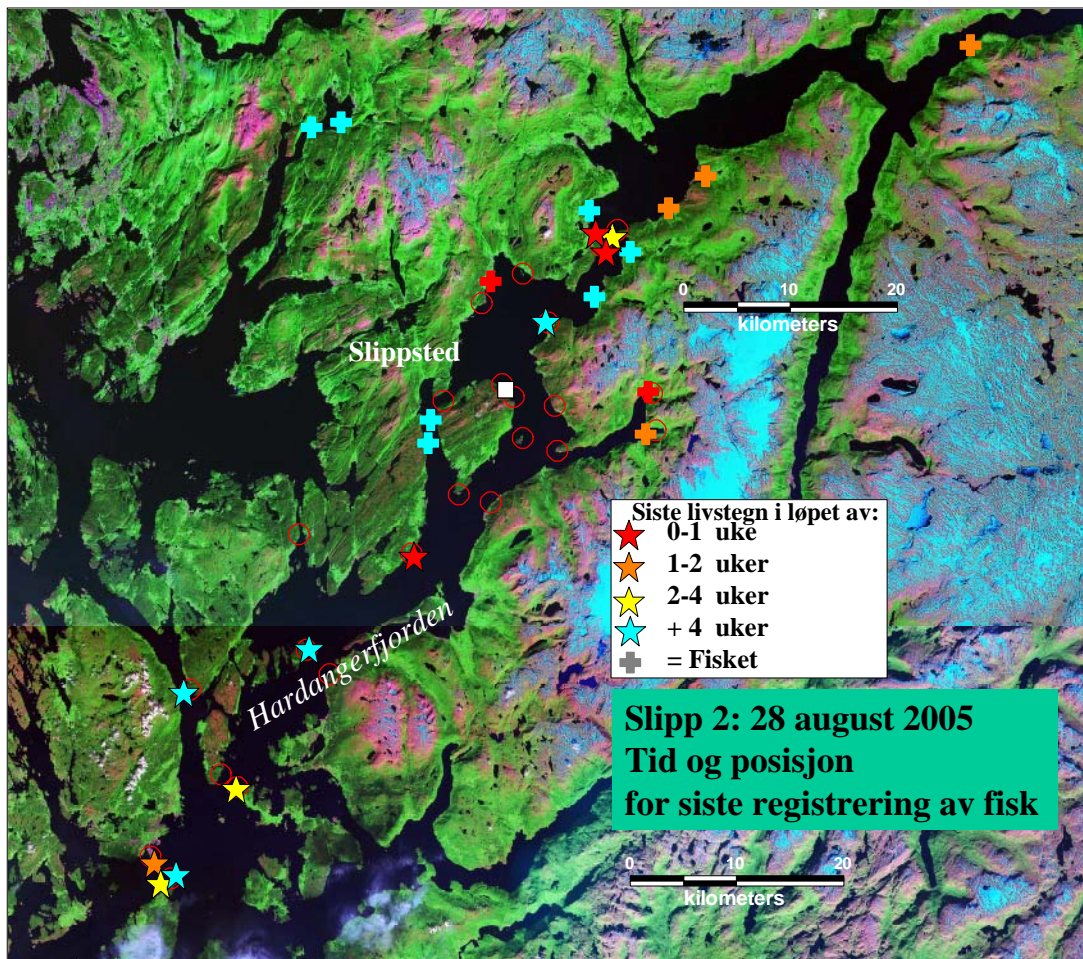 0 10 20
kilometers
Slippsted
Siste livstegn i løpet av:
0-1 uke
1-2 uker
2-4 uker
+ 4 uker
= Fisket
Hardangerfjorden
Slipp 2: 28 august 2005
Tid og posisjon
for siste registrering av fisk
0 10 20
kilometers